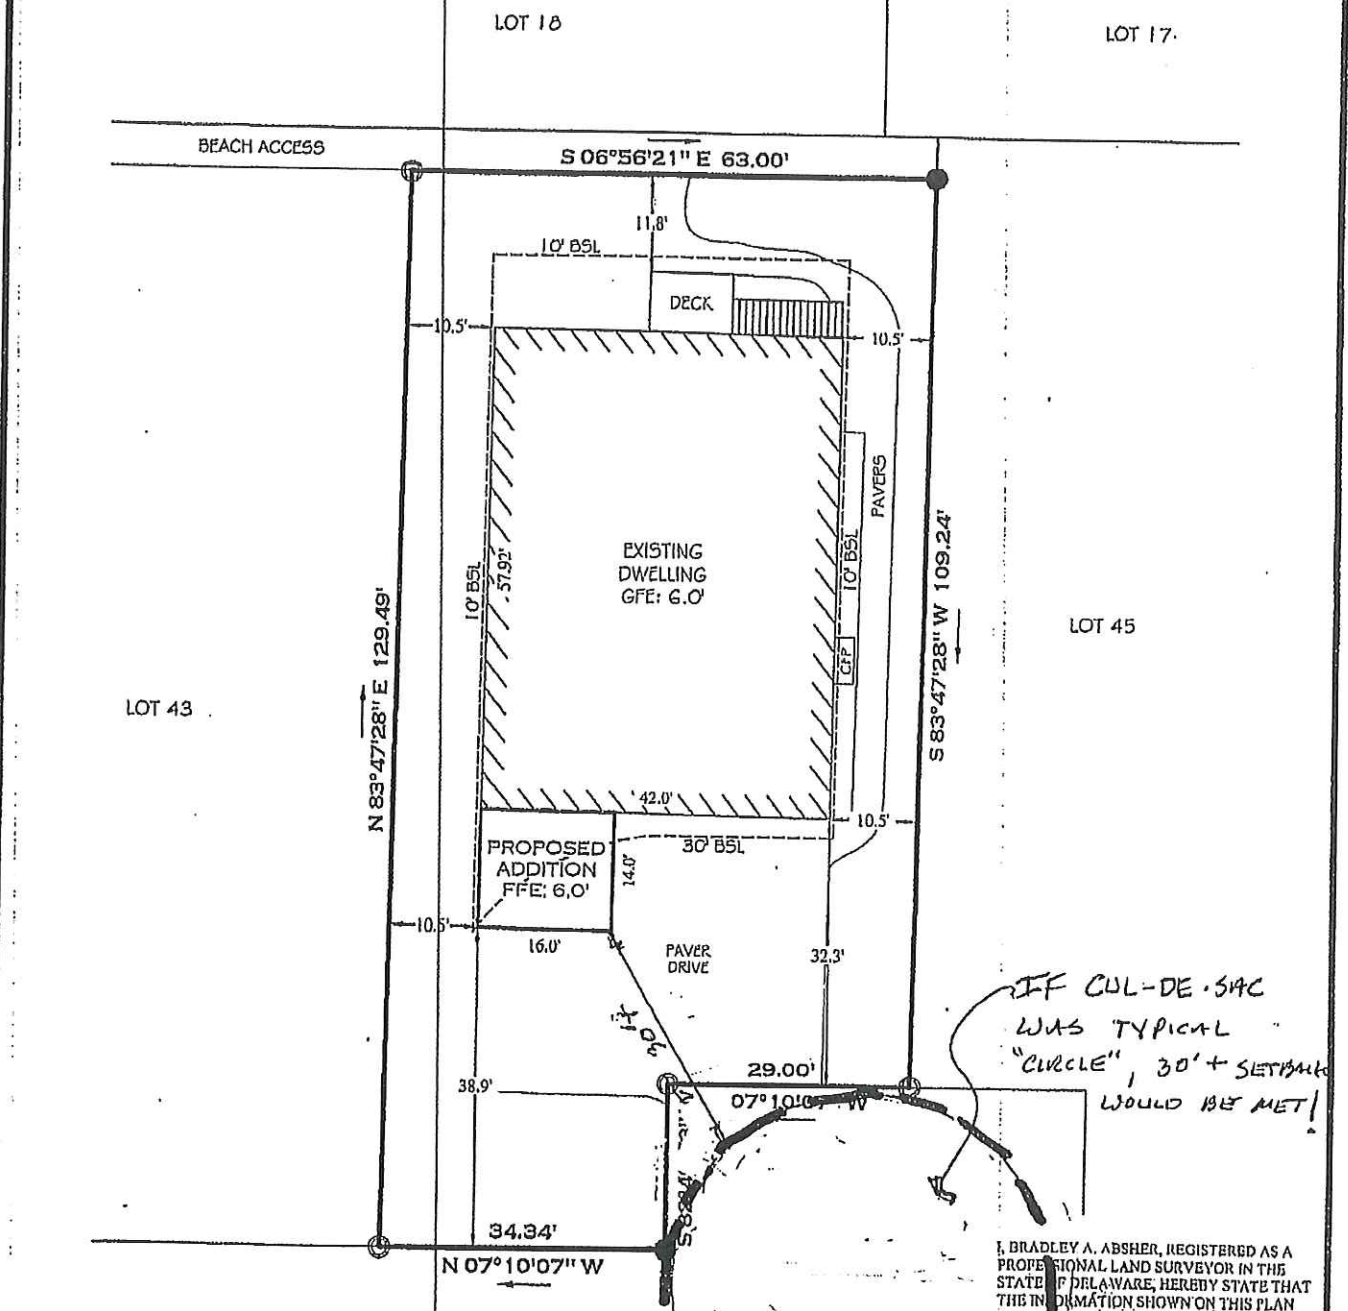 LOT 18
LOT 17
BEACH ACCESS
S 06°56'21" E 63.00'
11.8'
10' BSL
DECK
10.5'
10.5'
PAVERS
EXISTING
DWELLING
GFE: 6.0'
10' BSL
57.92'
10' BSL
CFP
N 83°47'28" E 129.49'
S 83°47'28" W 109.24'
LOT 45
LOT 43
42.0'
10.5'
30' BSL
PROPOSED
ADDITION
FFE: 6.0'
14.0'
10.5'
16.0'
PAVER
DRIVE
32.3'
IF CUL-DE-SAC
WAS TYPICAL
"CIRCLE", 30'+ SETBACK
WOULD BE MET!
38.9'
29.00'
34.34'
N 07°10'07" W
I, BRADLEY A. ABSHER, REGISTERED AS A
PROFESSIONAL LAND SURVEYOR IN THE
STATE OF DELAWARE, HEREBY STATE THAT
THE INFORMATION SHOWN ON THIS PLAN